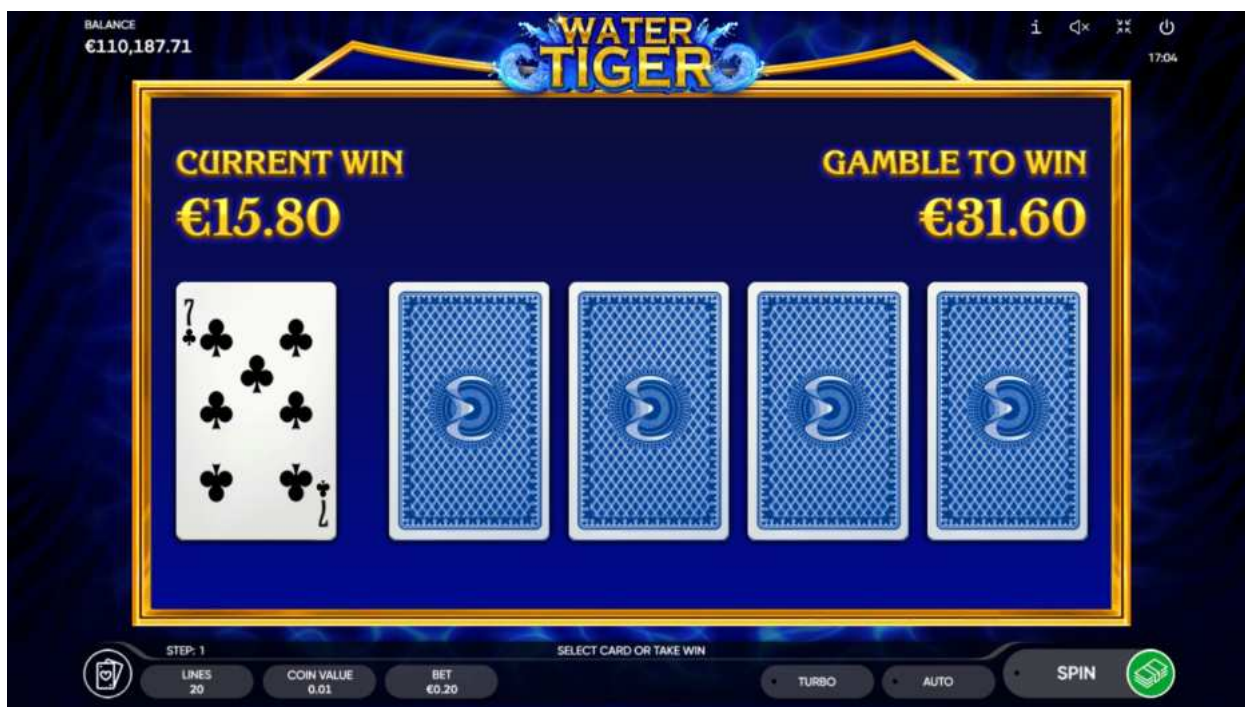 BALANCE
€110,187.71
WATER
TIGER
i
17:04
CURRENT WIN
€15.80
GAMBLE TO WIN
€31.60
7
7
STEP: 1
SELECT CARD OR TAKE WIN
LINES
20
COIN VALUE
0.01
BET
€0.20
TURBO
AUTO
SPIN